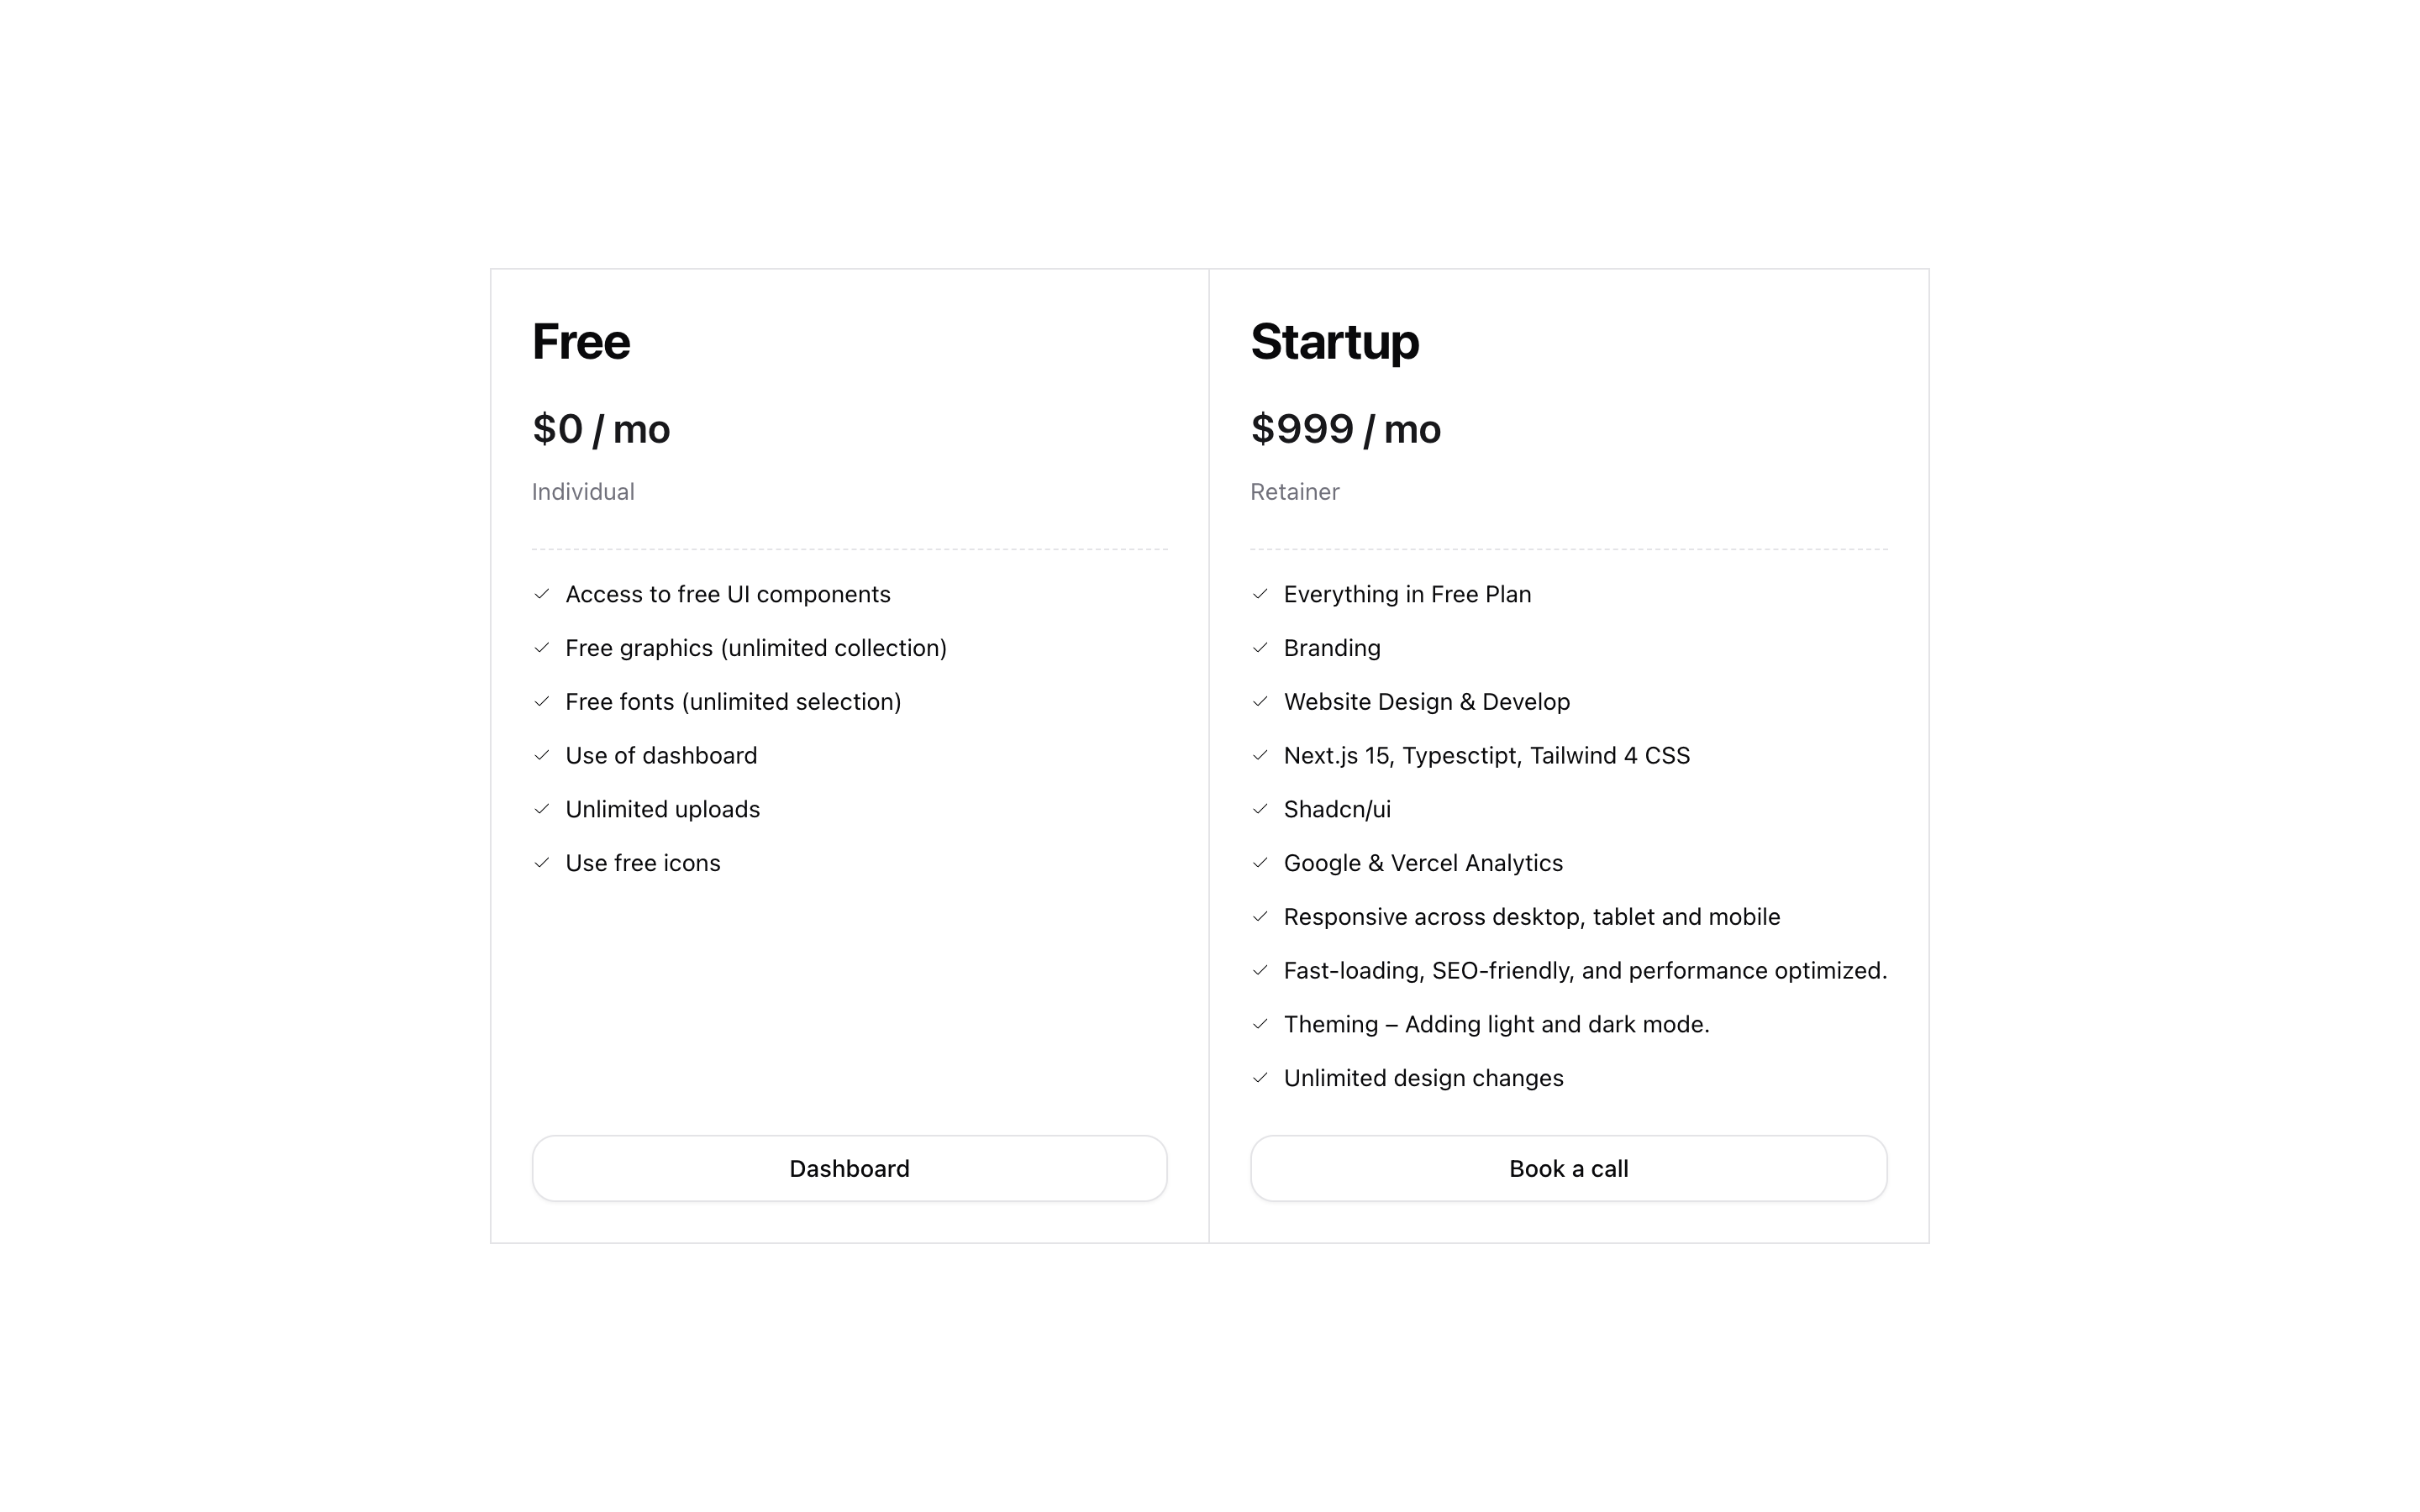 Free
$0 / mo
Individual
Access to free UI components
Free graphics (unlimited collection)
Free fonts (unlimited selection)
Use of dashboard
Unlimited uploads
Use free icons
Dashboard
Startup
$999 / mo
Retainer
Everything in Free Plan
Branding
Website Design & Develop
Next.js 15, Typesctipt, Tailwind 4 CSS
Shadcn/ui
Google & Vercel Analytics
Responsive across desktop, tablet and mobile
Fast-loading, SEO-friendly, and performance optimized.
Theming – Adding light and dark mode.
Unlimited design changes
Book a call